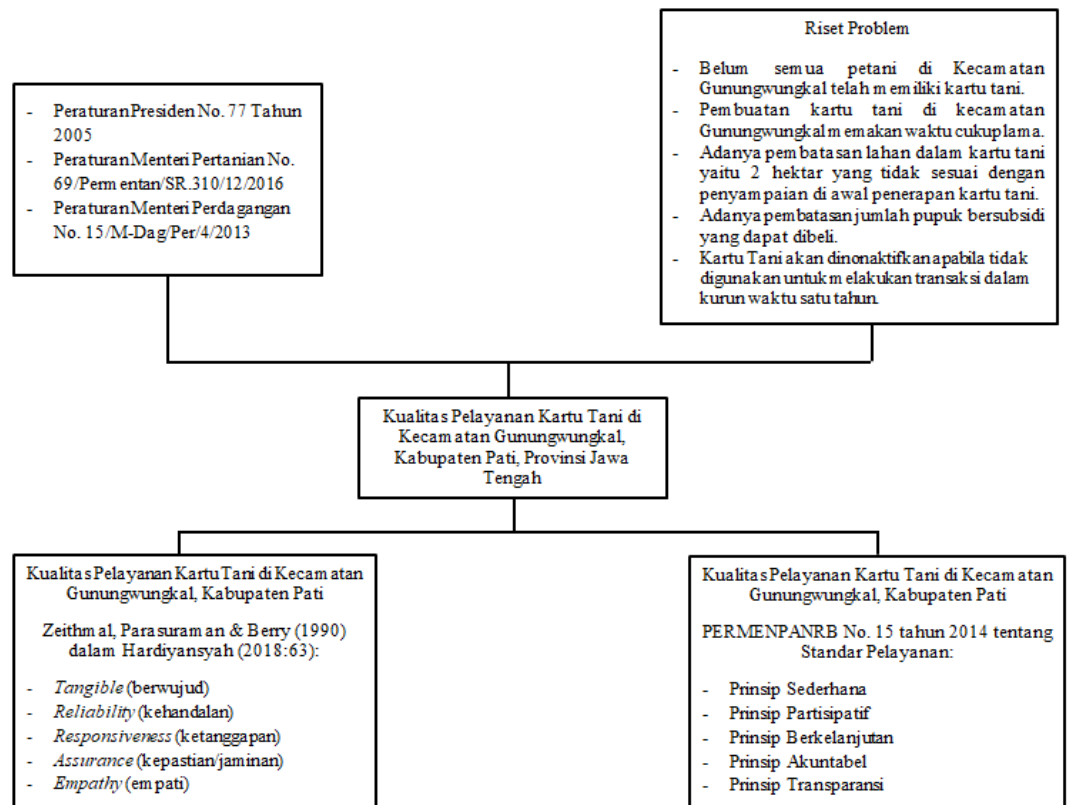 - Peraturan Presiden No. 77 Tahun
2005
- Peraturan Menteri Pertanian No.
69/Permentan/SR.310/12/2016
- Peraturan Menteri Perdagangan
No. 15/M-Dag/Per/4/2013
Riset Problem
- Belum semua petani di Kecamatan
Gunungwungkal telah memiliki kartu tani.
- Pembuatan kartu tani di kecamatan
Gunungwungkal memakan waktu cukup lama.
- Adanya pembatasan lahan dalam kartu tani
yaitu 2 hektar yang tidak sesuai dengan
penyampaian di awal penerapan kartu tani.
- Adanya pembatasan jumlah pupuk bersubsidi
yang dapat dibeli.
- Kartu Tani akan dinonaktifkan apabila tidak
digunakan untuk melakukan transaksi dalam
kurun waktu satu tahun.
Kualitas Pelayanan Kartu Tani di
Kecamatan Gunungwungkal,
Kabupaten Pati, Provinsi Jawa
Tengah
Kualitas Pelayanan Kartu Tani di Kecamatan
Gunungwungkal, Kabupaten Pati
Zeithmal, Parasuraman & Berry (1990)
dalam Hardiyansyah (2018:63):
- Tangible (berwujud)
- Reliability (kehandalan)
- Responsiveness (ketanggapan)
- Assurance (kepastian/jaminan)
- Empathy (empati)
Kualitas Pelayanan Kartu Tani di Kecamatan
Gunungwungkal, Kabupaten Pati
PERMENPANRB No. 15 tahun 2014 tentang
Standar Pelayanan:
- Prinsip Sederhana
- Prinsip Partisipatif
- Prinsip Berkelanjutan
- Prinsip Akuntabel
- Prinsip Transparansi